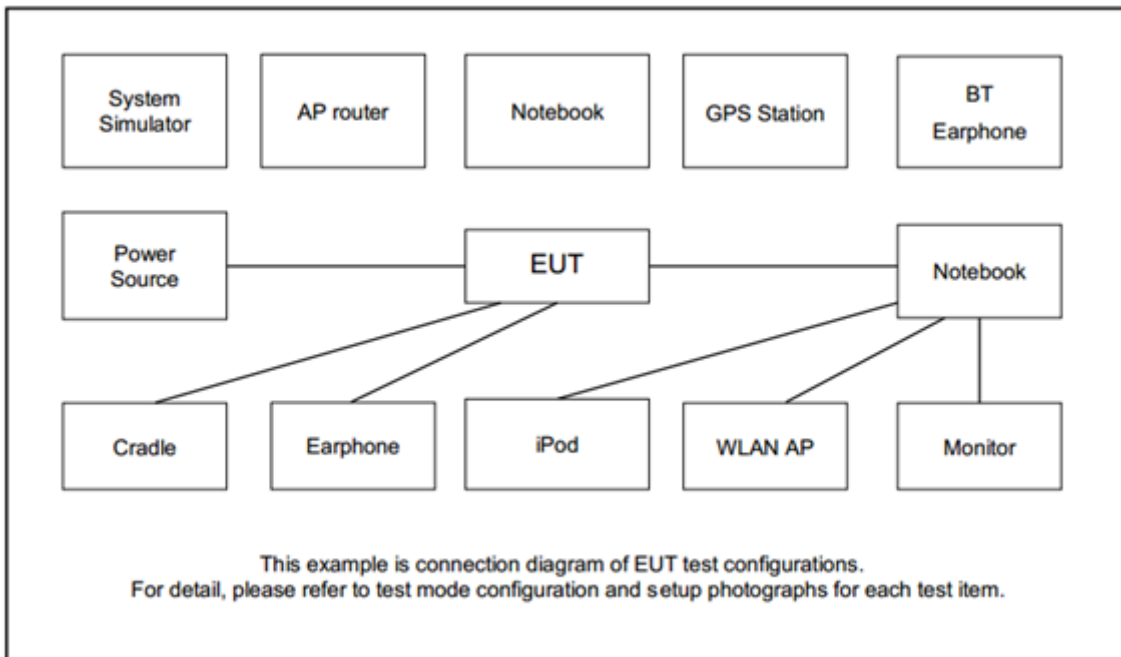 System
Simulator
AP router
Notebook
GPS Station
BT
Earphone
Power
Source
EUT
Notebook
Cradle
Earphone
iPod
WLAN AP
Monitor
This example is connection diagram of EUT test configurations.
For detail, please refer to test mode configuration and setup photographs for each test item.